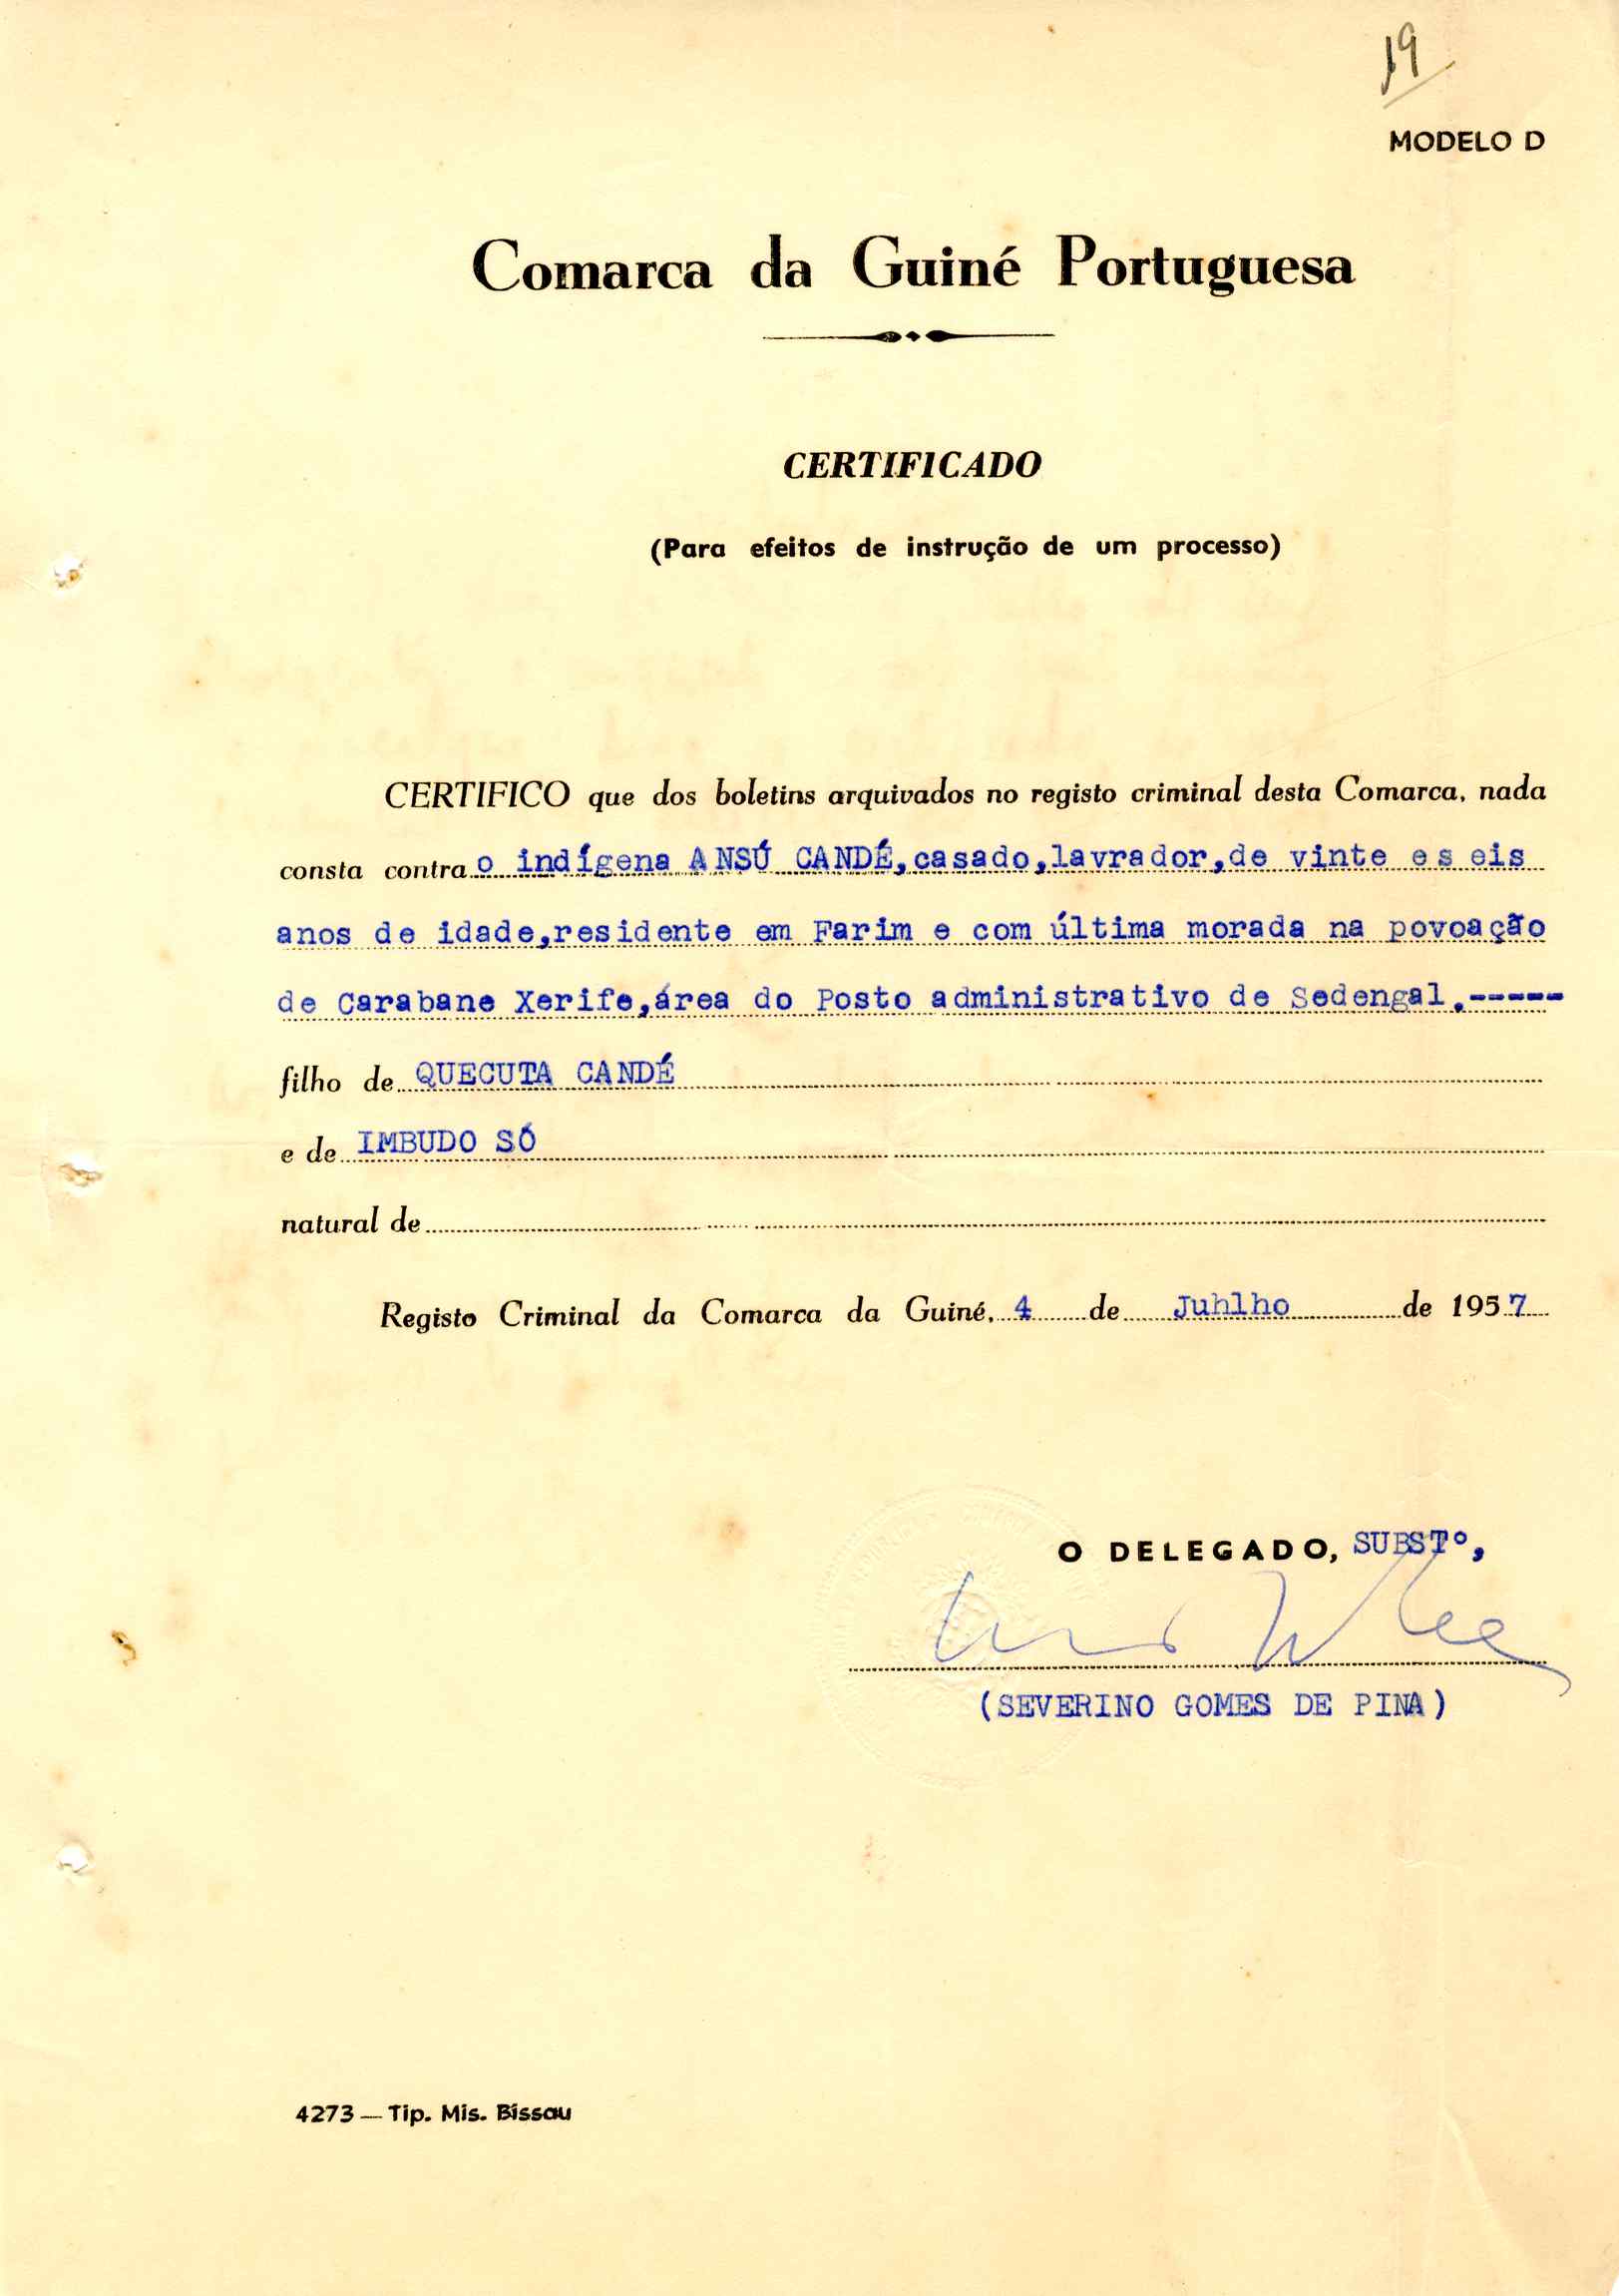 19
MODELO D
Comarca da Guiné Portuguesa
CERTIFICADO
(Para efeitos de instrução de um processo)
CERTIFICO que dos boletins arquivados no registo criminal desta Comarca, nada
consta contra o indígena ANSÚ CANDÉ,casado,lavrador,de vinte e s eis
anos de idade,residente em Farim e com última morada na povoação
de Carabane Xerife,área do Posto administrativo de Sedengal.-----
filho de QUECUTA CANDÉ
e de IMBUDO SÓ
natural de
Registo Criminal da Comarca da Guiné, 4 de Juhlho de 1957
O DELEGADO, SUBSTº,
(SEVERINO GOMES DE PINA)
4273 — Tip. Mis. Bissau